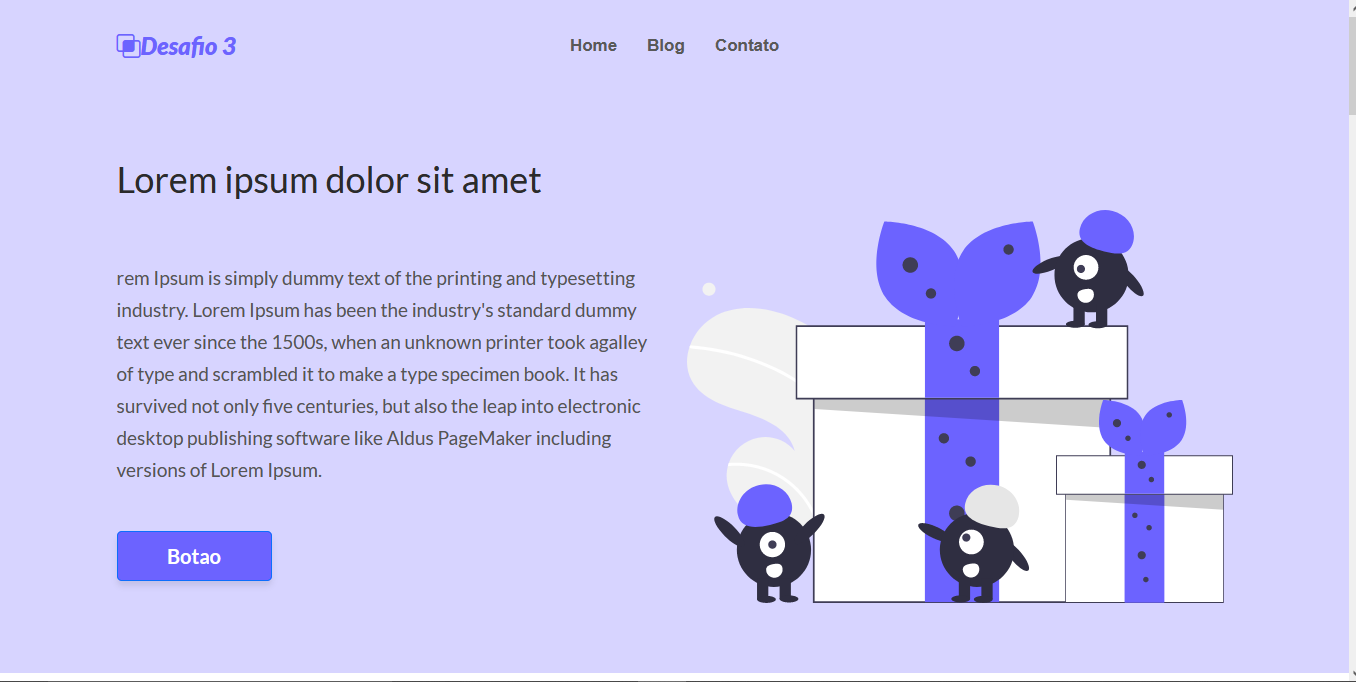 Desafio 3
Home Blog Contato
Lorem ipsum dolor sit amet
rem Ipsum is simply dummy text of the printing and typesetting
industry. Lorem Ipsum has been the industry's standard dummy
text ever since the 1500s, when an unknown printer took agalley
of type and scrambled it to make a type specimen book. It has
survived not only five centuries, but also the leap into electronic
desktop publishing software like Aldus PageMaker including
versions of Lorem Ipsum.
Botao